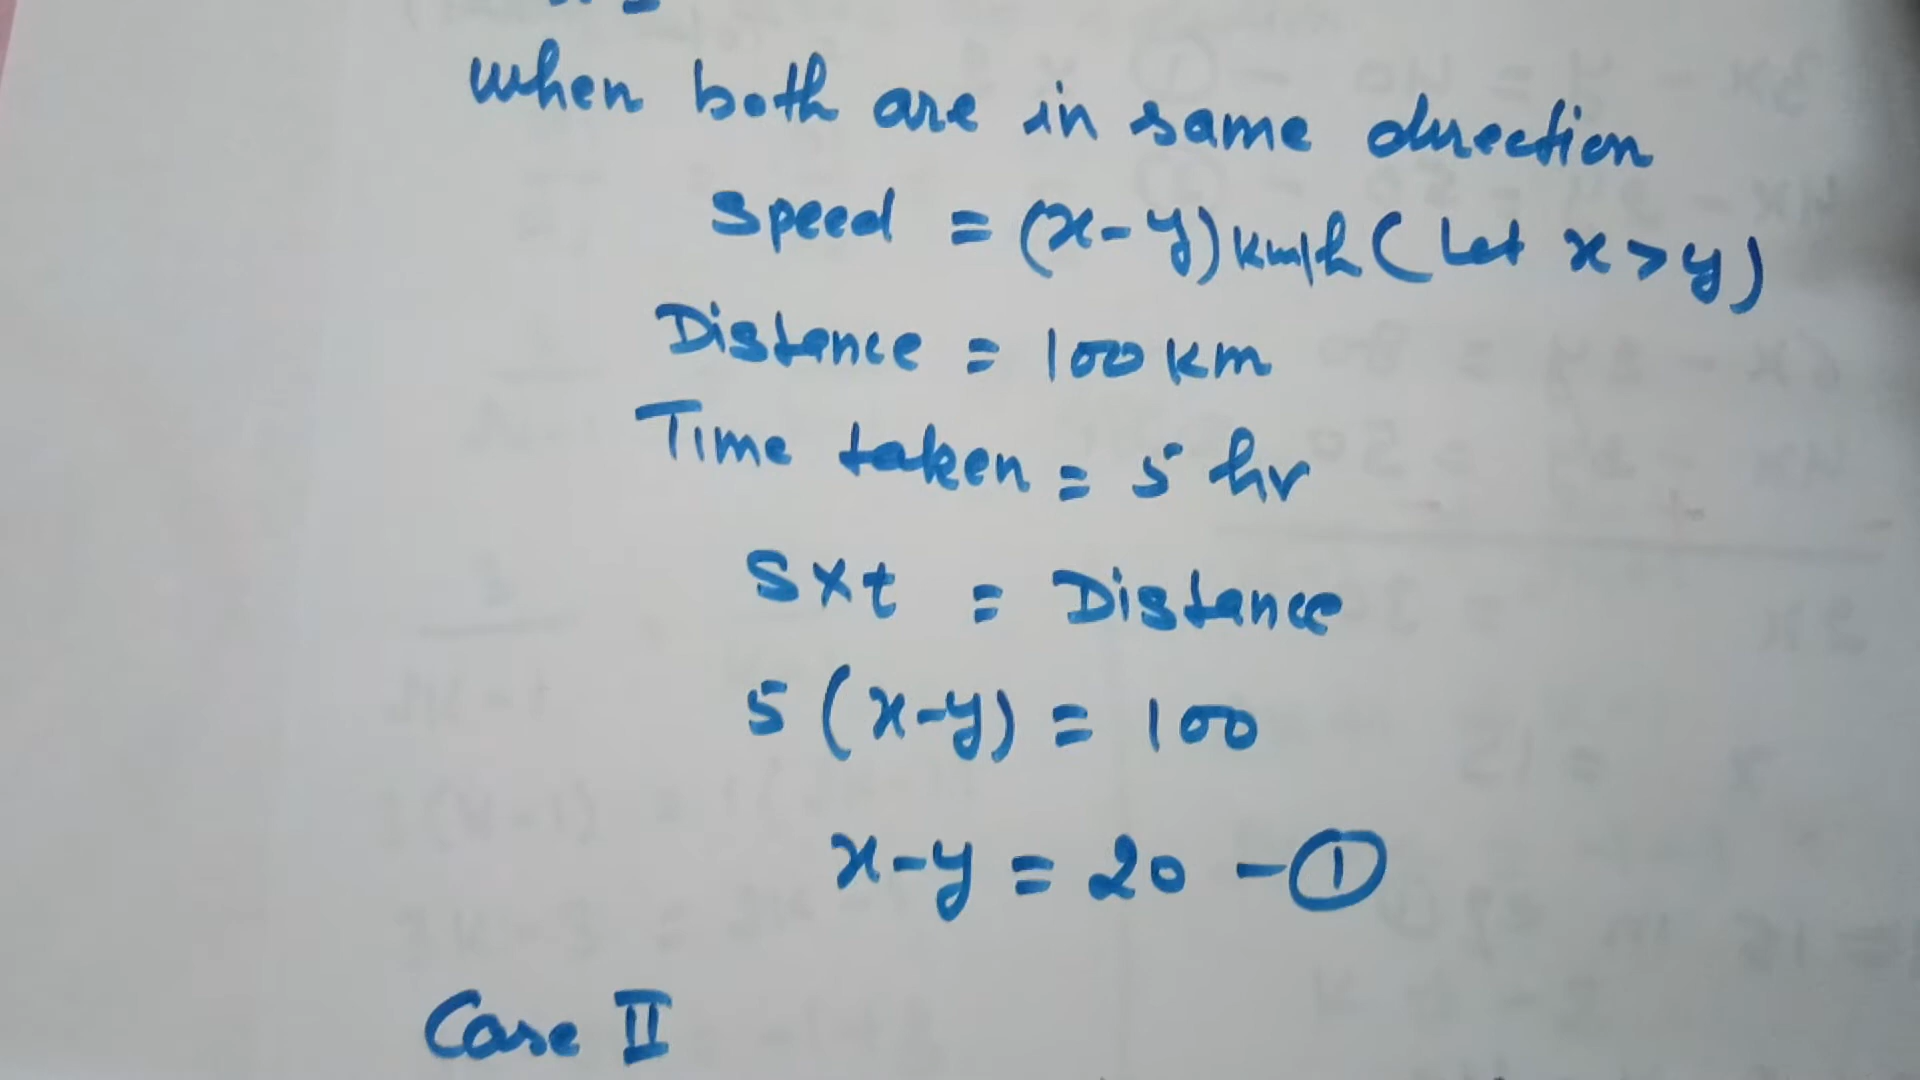 when both are in same direction
speed = (x-y) km/h (Let x>y)
Distance = 100 km
Time taken = 5 hr
S×t = Distance
5 (x-y) = 100
x-y = 20 -①
Case II